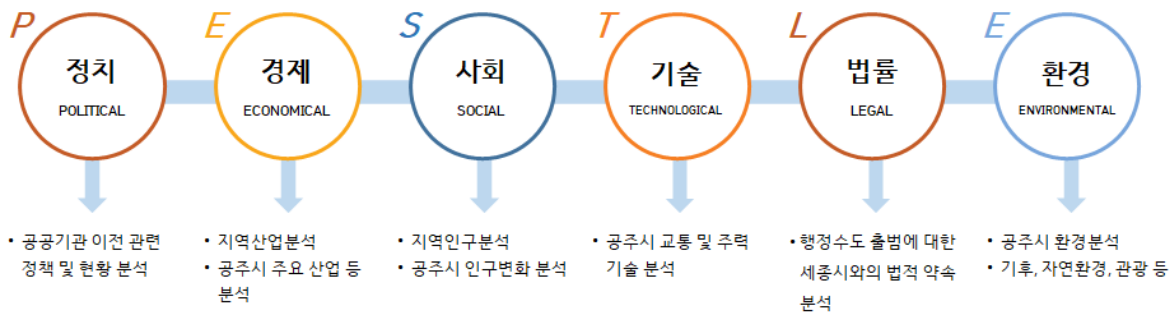 P
정치
POLITICAL
• 공공기관 이전 관련
정책 및 현황 분석
E
경제
ECONOMICAL
• 지역산업분석
• 공주시 주요 산업 등
분석
S
사회
SOCIAL
• 지역인구분석
• 공주시 인구변화 분석
T
기술
TECHNOLOGICAL
• 공주시 교통 및 주력
기술 분석
L
법률
LEGAL
• 행정수도 출범에 대한
세종시와의 법적 약속
분석
E
환경
ENVIRONMENTAL
• 공주시 환경분석
• 기후, 자연환경, 관광 등